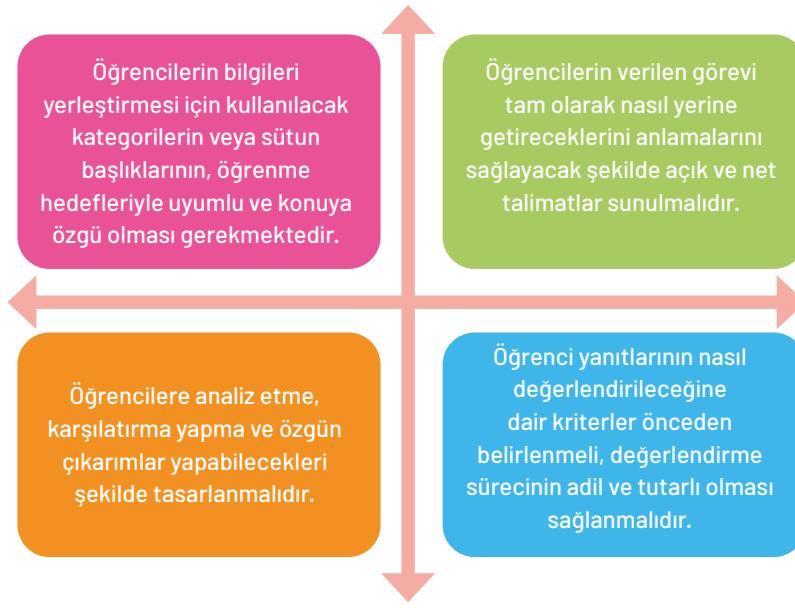 Öğrencilerin bilgileri
yerleştirmesi için kullanılacak
kategorilerin veya sütun
başlıklarının, öğrenme
hedefleriyle uyumlu ve konuya
özgü olması gerekmektedir.
Öğrencilerin verilen görevi
tam olarak nasıl yerine
getireceklerini anlamalarını
sağlayacak şekilde açık ve net
talimatlar sunulmalıdır.
Öğrencilere analiz etme,
karşılatırma yapma ve özgün
çıkarımlar yapabilecekleri
şekilde tasarlanmalıdır.
Öğrenci yanıtlarının nasıl
değerlendirileceğine
dair kriterler önceden
belirlenmeli, değerlendirme
sürecinin adil ve tutarlı olması
sağlanmalıdır.